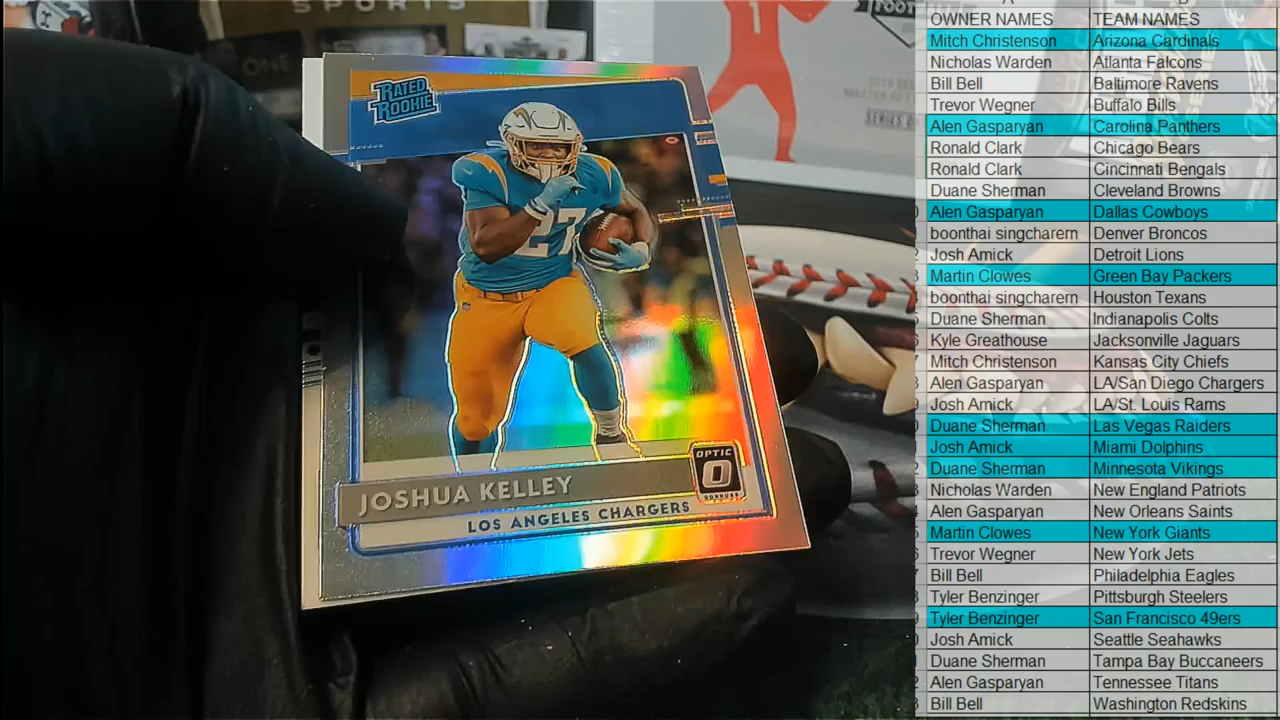 SPORTS
ONE
RATED
ROOKIE
27
OPTIC
O
DONRUSS
JOSHUA KELLEY
LOS ANGELES CHARGERS
1
SERIES
OWNER NAMES TEAM NAMES
Mitch Christenson Arizona Cardinals
Nicholas Warden Atlanta Falcons
Bill Bell Baltimore Ravens
Trevor Wegner Buffalo Bills
Alen Gasparyan Carolina Panthers
Ronald Clark Chicago Bears
Ronald Clark Cincinnati Bengals
Duane Sherman Cleveland Browns
Alen Gasparyan Dallas Cowboys
boonthai singcharern Denver Broncos
Josh Amick Detroit Lions
Martin Clowes Green Bay Packers
boonthai singcharern Houston Texans
Duane Sherman Indianapolis Colts
Kyle Greathouse Jacksonville Jaguars
Mitch Christenson Kansas City Chiefs
Alen Gasparyan LA/San Diego Chargers
Josh Amick LA/St. Louis Rams
Duane Sherman Las Vegas Raiders
Josh Amick Miami Dolphins
Duane Sherman Minnesota Vikings
Nicholas Warden New England Patriots
Alen Gasparyan New Orleans Saints
Martin Clowes New York Giants
Trevor Wegner New York Jets
Bill Bell Philadelphia Eagles
Tyler Benzinger Pittsburgh Steelers
Tyler Benzinger San Francisco 49ers
Josh Amick Seattle Seahawks
Duane Sherman Tampa Bay Buccaneers
Alen Gasparyan Tennessee Titans
Bill Bell Washington Redskins